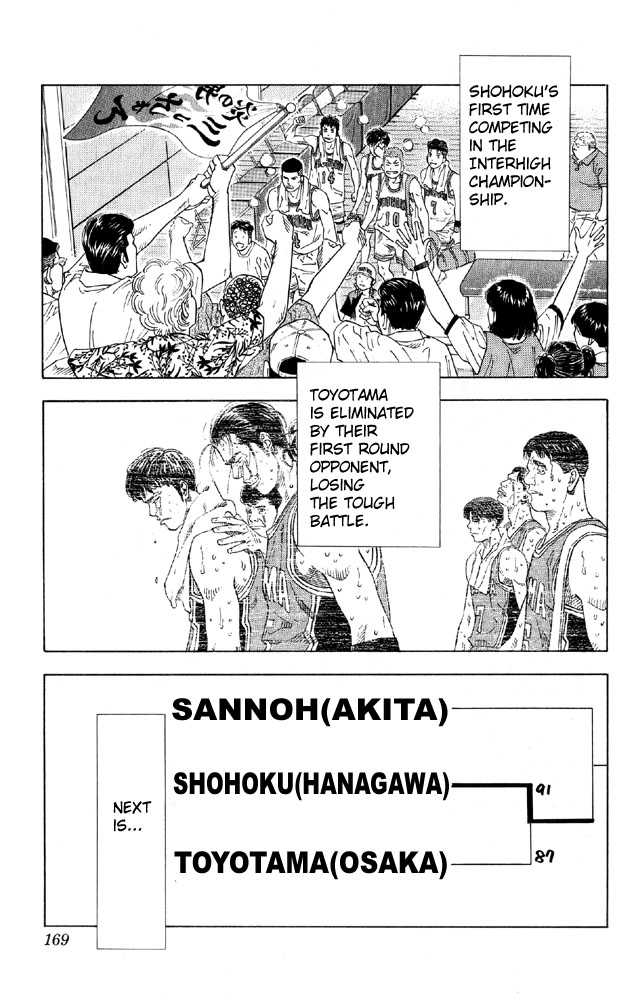 SHOHOKU'S
FIRST TIME
COMPETING
IN THE
INTERHIGH
CHAMPION-
SHIP.
TOYOTAMA
IS ELIMINATED
BY THEIR
FIRST ROUND
OPPONENT,
LOSING
THE TOUGH
BATTLE.
SANNOH(AKITA)
SHOHOKU(HANAGAWA)
91
NEXT
IS...
TOYOTAMA(OSAKA)
87
169